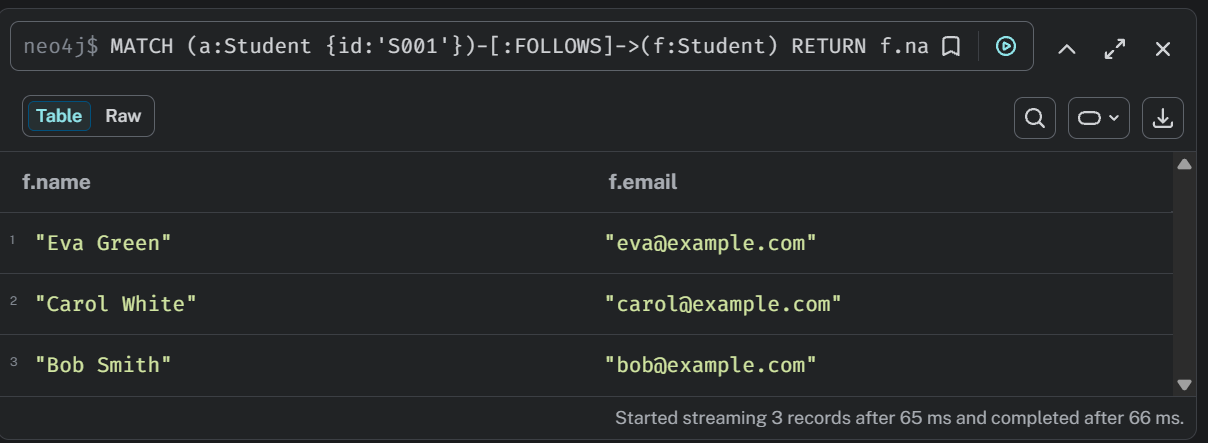 neo4j$ MATCH (a:Student {id:'S001'})-[:FOLLOWS]->(f:Student) RETURN f.na
Table Raw
f.name f.email
1 "Eva Green" "eva@example.com"
2 "Carol White" "carol@example.com"
3 "Bob Smith" "bob@example.com"
Started streaming 3 records after 65 ms and completed after 66 ms.